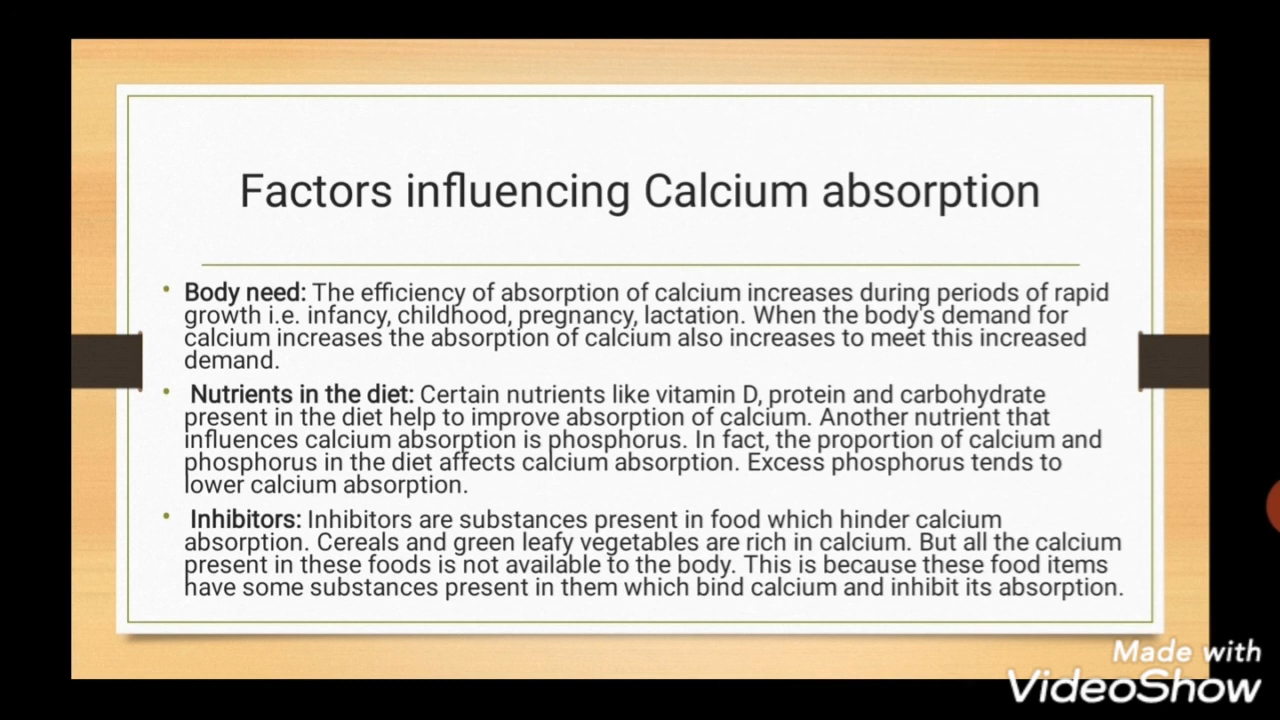 Factors influencing Calcium absorption
• Body need: The efficiency of absorption of calcium increases during periods of rapid
growth i.e. infancy, childhood, pregnancy, lactation. When the body's demand for
calcium increases the absorption of calcium also increases to meet this increased
demand.
• Nutrients in the diet: Certain nutrients like vitamin D, protein and carbohydrate
present in the diet help to improve absorption of calcium. Another nutrient that
influences calcium absorption is phosphorus. In fact, the proportion of calcium and
phosphorus in the diet affects calcium absorption. Excess phosphorus tends to
lower calcium absorption.
• Inhibitors: Inhibitors are substances present in food which hinder calcium
absorption. Cereals and green leafy vegetables are rich in calcium. But all the calcium
present in these foods is not available to the body. This is because these food items
have some substances present in them which bind calcium and inhibit its absorption.
Made with
VideoShow